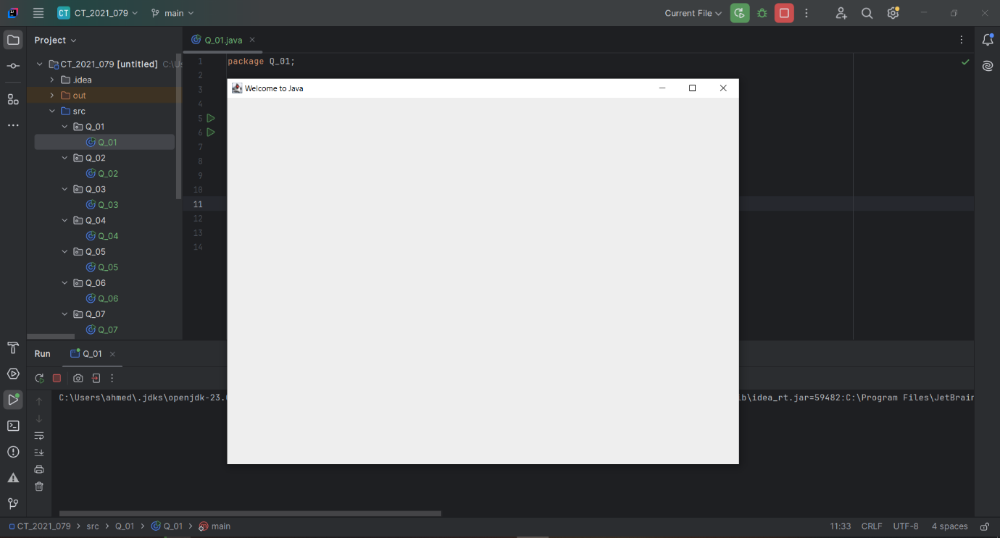 CT CT_2021_079 main Current File
Project
Q_01.java
CT_2021_079 [untitled] C:\Us
.idea
out
src
Q_01
Q_01
Q_02
Q_02
Q_03
Q_03
Q_04
Q_04
Q_05
Q_05
Q_06
Q_06
Q_07
Q_07
1 package Q_01;
2
3
4
5
6
7
8
9
10
11
12
13
14
Welcome to Java
Run Q_01
C:\Users\ahmed\.jdks\openjdk-23. b\idea_rt.jar=59482:C:\Program Files\JetBrain
CT_2021_079 > src > Q_01 > Q_01 > main 11:33 CRLF UTF-8 4 spaces